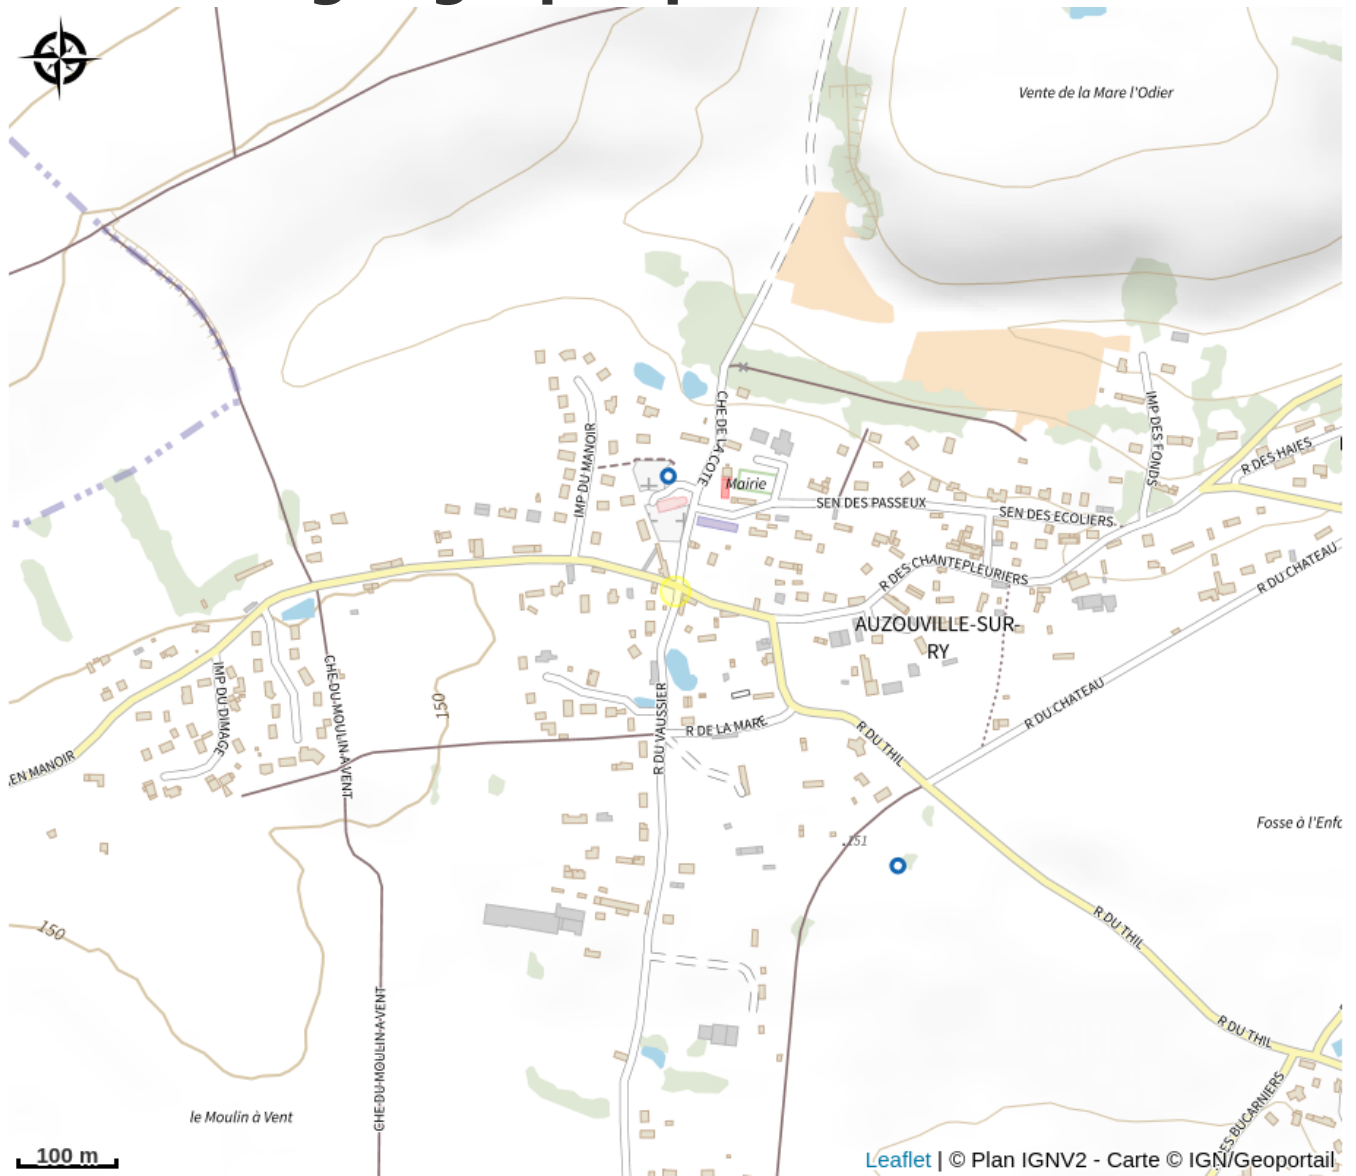 Vente de la Mare l'Odier
CHE DE LA COTE
IMP DU MANOIR
Mairie
IMP DES FONDS
R DES HAIES
SEN DES PASSEUX
SEN DES ECOLIERS
R DES CHANTEPLEURIERS
R DU CHATEAU
AUZOUVILLE-SUR-
RY
IMP DU DIMAGE
CHE DU MOULIN A VENT
150
R DU VAUSSIER
R DE LA MARE
R DU CHATEAU
R DU THIL
EN MANOIR
151
Fosse à l'Enfa
150
R DU THIL
CHE DU MOULIN A VENT
R DU THIL
ES BUCARNIERS
le Moulin à Vent
100 m
Leaflet | © Plan IGNV2 - Carte © IGN/Geoportail